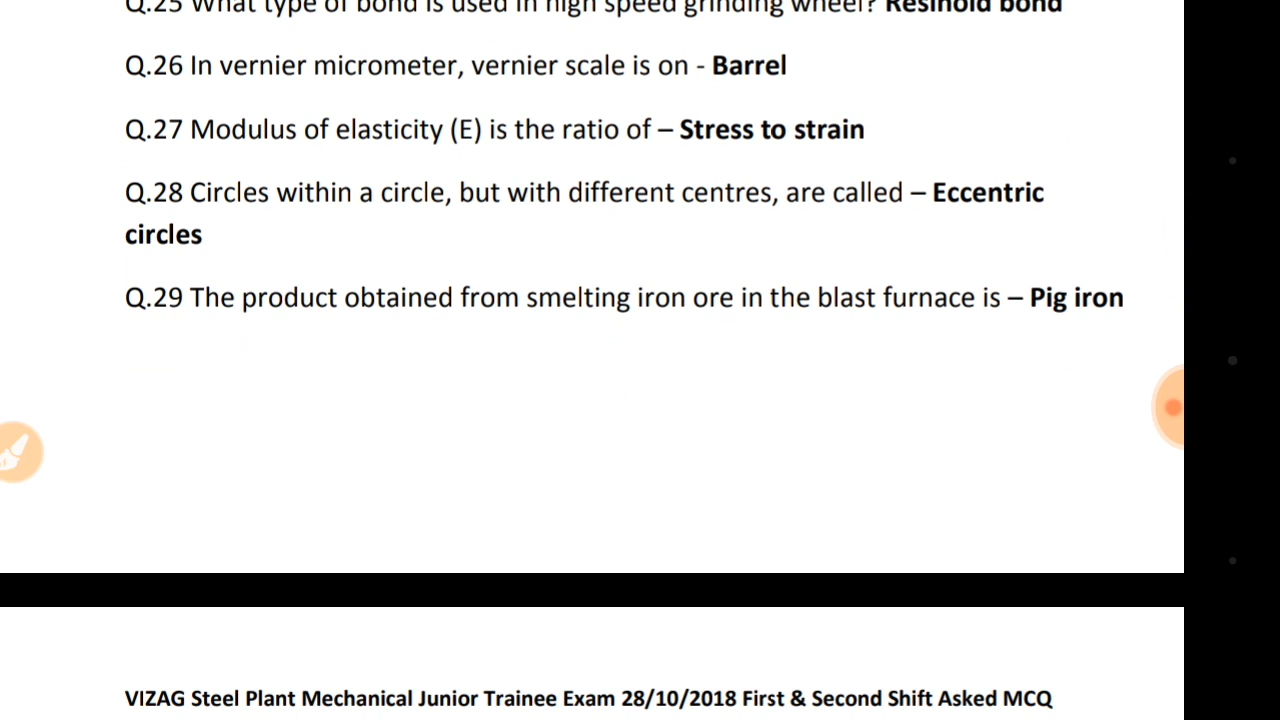 Q.25 What type of bond is used in high speed grinding wheel? Resinoid bond
Q.26 In vernier micrometer, vernier scale is on - Barrel
Q.27 Modulus of elasticity (E) is the ratio of – Stress to strain
Q.28 Circles within a circle, but with different centres, are called – Eccentric
circles
Q.29 The product obtained from smelting iron ore in the blast furnace is – Pig iron
VIZAG Steel Plant Mechanical Junior Trainee Exam 28/10/2018 First & Second Shift Asked MCQ